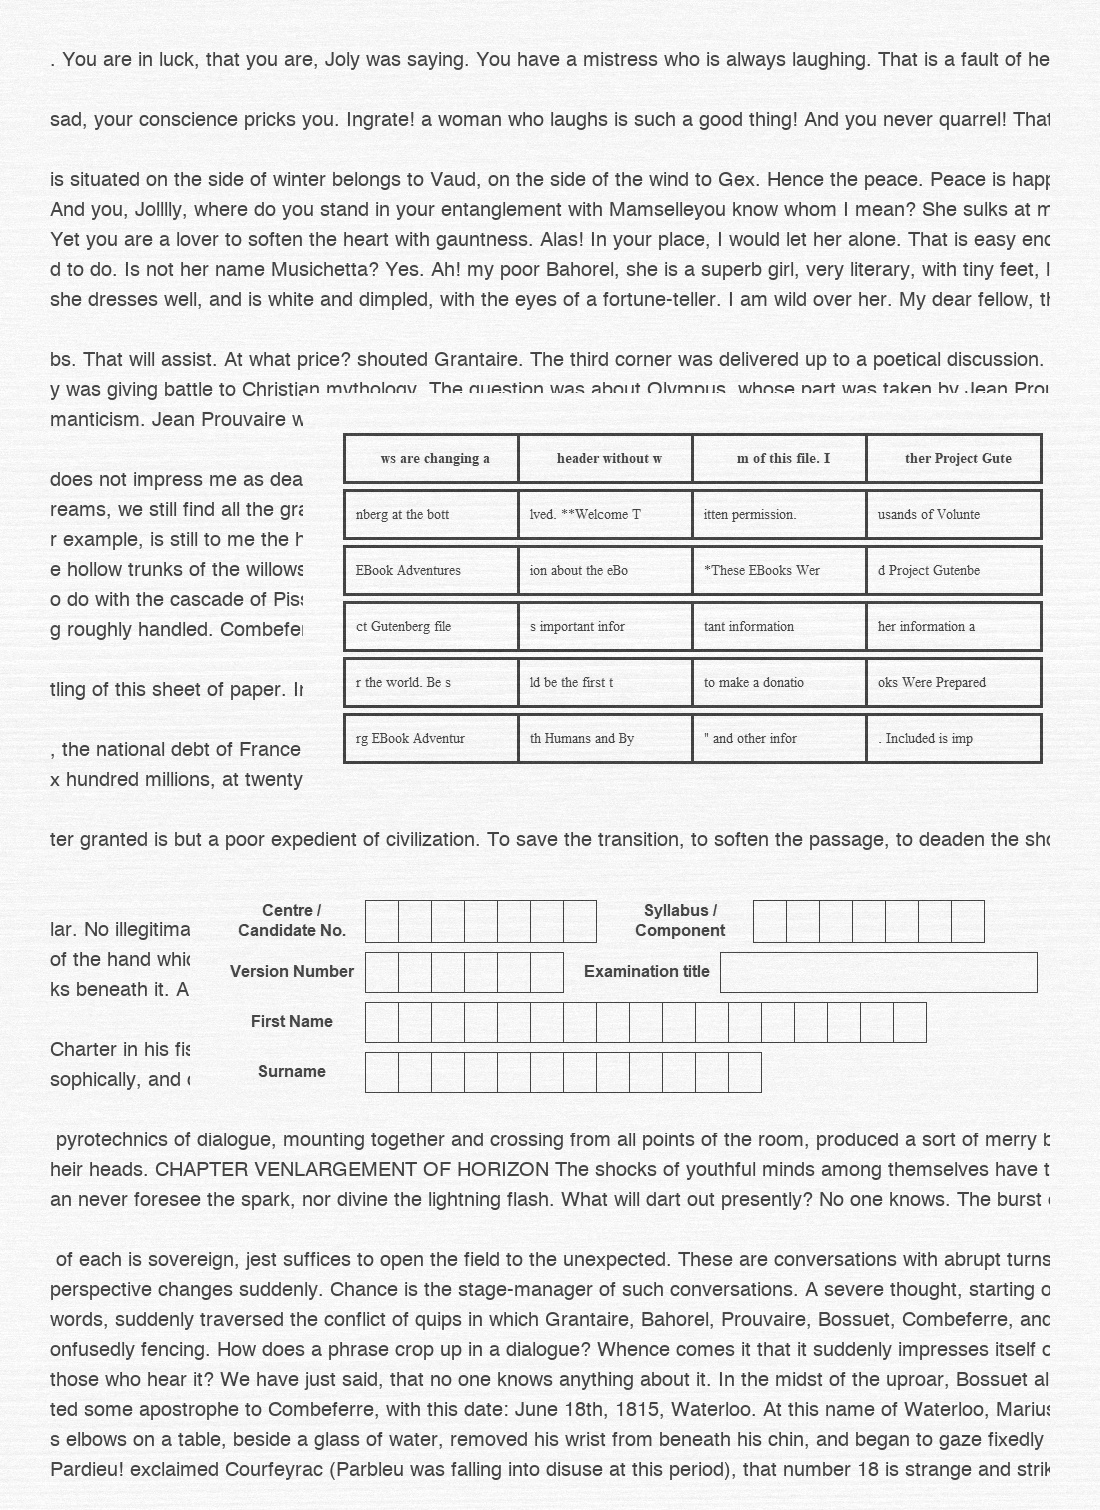 . You are in luck, that you are, Joly was saying. You have a mistress who is always laughing. That is a fault of he
sad, your conscience pricks you. Ingrate! a woman who laughs is such a good thing! And you never quarrel! That
is situated on the side of winter belongs to Vaud, on the side of the wind to Gex. Hence the peace. Peace is happ
And you, Jolllly, where do you stand in your entanglement with Mamselleyou know whom I mean? She sulks at m
Yet you are a lover to soften the heart with gauntness. Alas! In your place, I would let her alone. That is easy eno
d to do. Is not her name Musichetta? Yes. Ah! my poor Bahorel, she is a superb girl, very literary, with tiny feet,
she dresses well, and is white and dimpled, with the eyes of a fortune-teller. I am wild over her. My dear fellow, th
bs. That will assist. At what price? shouted Grantaire. The third corner was delivered up to a poetical discussion.
y was giving battle to Christian mythology. The question was about Olympus, whose part was taken by Jean Prou
manticism. Jean Prouvaire w
does not impress me as dea
reams, we still find all the gra
r example, is still to me the h
e hollow trunks of the willows
o do with the cascade of Piss
g roughly handled. Combefer
tling of this sheet of paper. In
, the national debt of France
x hundred millions, at twenty
ws are changing a header without w m of this file. I ther Project Gute
nberg at the bott lved. **Welcome T itten permission. usands of Volunte
EBook Adventures ion about the eBo *These EBooks Wer d Project Gutenbe
ct Gutenberg file s important infor tant information her information a
r the world. Be s ld be the first t to make a donatio oks Were Prepared
rg EBook Adventur th Humans and By " and other infor . Included is imp
ter granted is but a poor expedient of civilization. To save the transition, to soften the passage, to deaden the sho
lar. No illegitima
of the hand whic
ks beneath it. A
Charter in his fis
sophically, and c
Centre / Syllabus /
Candidate No. Component
Version Number Examination title
First Name
Surname
pyrotechnics of dialogue, mounting together and crossing from all points of the room, produced a sort of merry b
heir heads. CHAPTER VENLARGEMENT OF HORIZON The shocks of youthful minds among themselves have t
an never foresee the spark, nor divine the lightning flash. What will dart out presently? No one knows. The burst
of each is sovereign, jest suffices to open the field to the unexpected. These are conversations with abrupt turns
perspective changes suddenly. Chance is the stage-manager of such conversations. A severe thought, starting o
words, suddenly traversed the conflict of quips in which Grantaire, Bahorel, Prouvaire, Bossuet, Combeferre, and
onfusedly fencing. How does a phrase crop up in a dialogue? Whence comes it that it suddenly impresses itself o
those who hear it? We have just said, that no one knows anything about it. In the midst of the uproar, Bossuet al
ted some apostrophe to Combeferre, with this date: June 18th, 1815, Waterloo. At this name of Waterloo, Marius
s elbows on a table, beside a glass of water, removed his wrist from beneath his chin, and began to gaze fixedly
Pardieu! exclaimed Courfeyrac (Parbleu was falling into disuse at this period), that number 18 is strange and strik